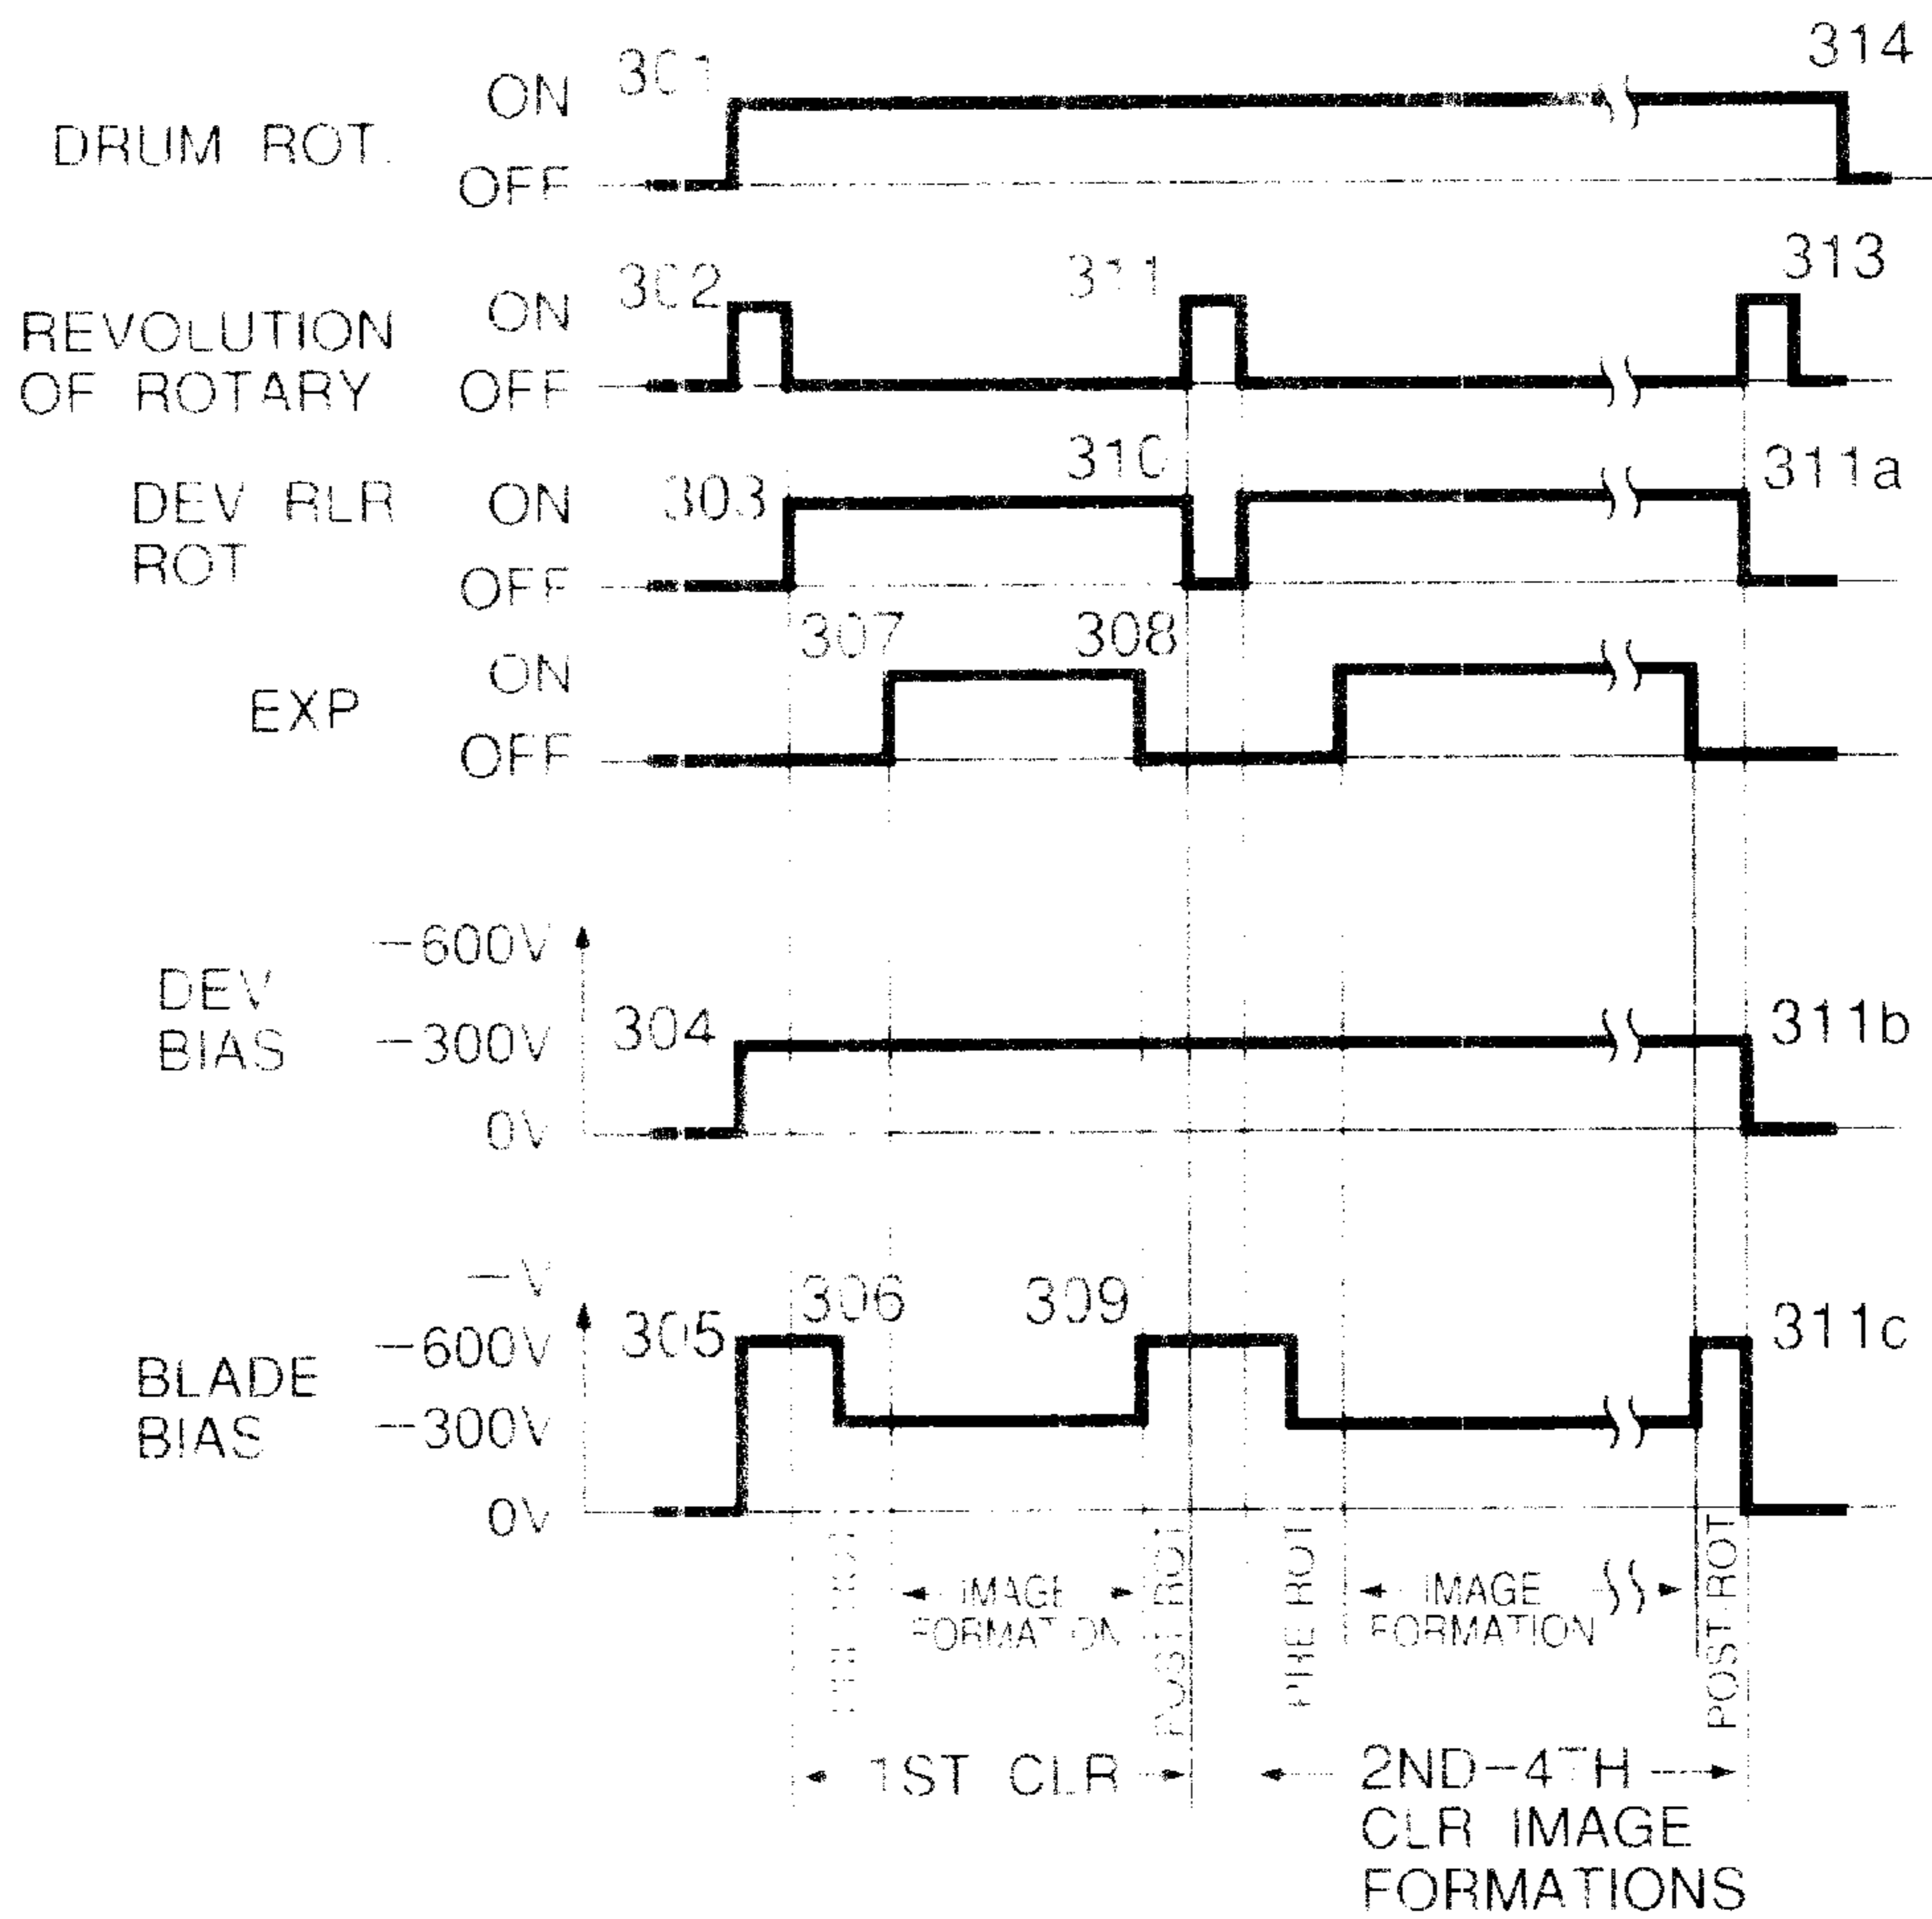 ON 301 314
DRUM ROT.
OFF
302 311 313
REVOLUTION ON
OF ROTARY OFF
310 311a
DEV RLR ON 303
ROT
OFF
307 308
ON
EXP
OFF
-600V
DEV
-300V 304 311b
BIAS
0V
-V
306 309
-600V 305 311c
BLADE
BIAS -300V
0V
IMAGE
FORMATION
POST ROT
PRE ROT
IMAGE
FORMATION
POST ROT
1ST CLR
2ND-4TH
CLR IMAGE
FORMATIONS